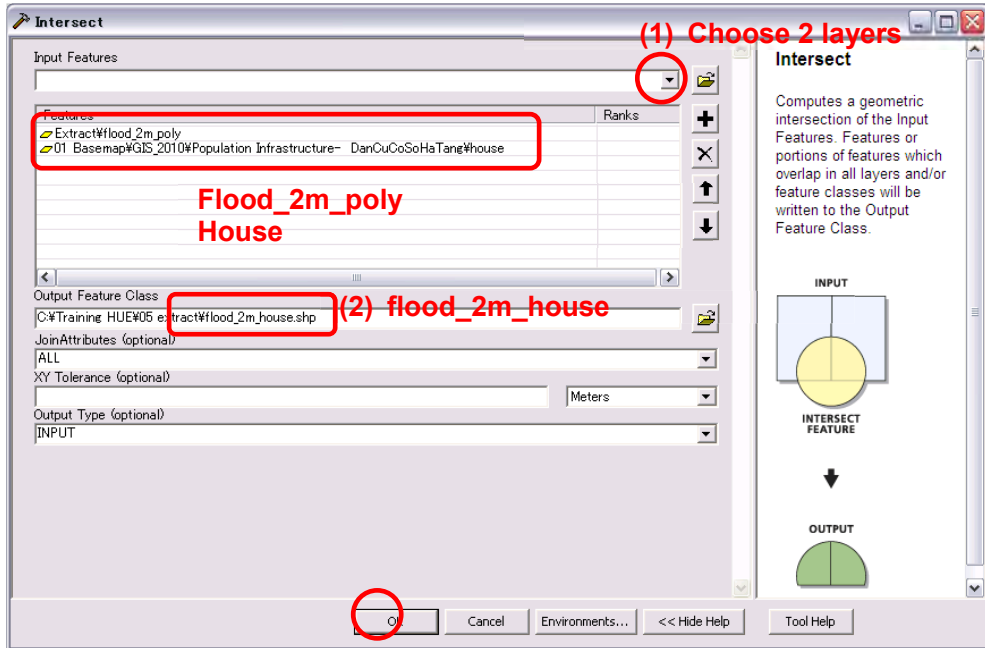 Intersect
(1) Choose 2 layers
Input Features
Features
Ranks
Extract¥flood_2m_poly
01 Basemap¥GIS_2010¥Population Infrastructure- DanCuCoSoHaTang¥house
Flood_2m_poly
House
Output Feature Class
(2) flood_2m_house
C:¥Training HUE¥05 extract¥flood_2m_house.shp
JoinAttributes (optional)
ALL
XY Tolerance (optional)
Meters
Output Type (optional)
INPUT
OK
Cancel
Environments...
<< Hide Help
Tool Help
Intersect
Computes a geometric
intersection of the Input
Features. Features or
portions of features which
overlap in all layers and/or
feature classes will be
written to the Output
Feature Class.
INPUT
INTERSECT
FEATURE
OUTPUT